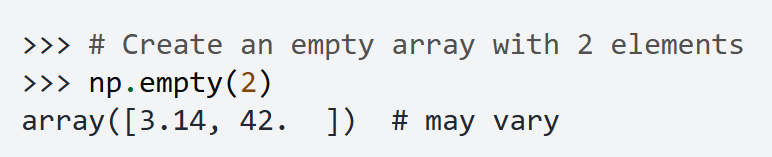 >>> # Create an empty array with 2 elements
>>> np.empty(2)
array([3.14, 42.  ])  # may vary